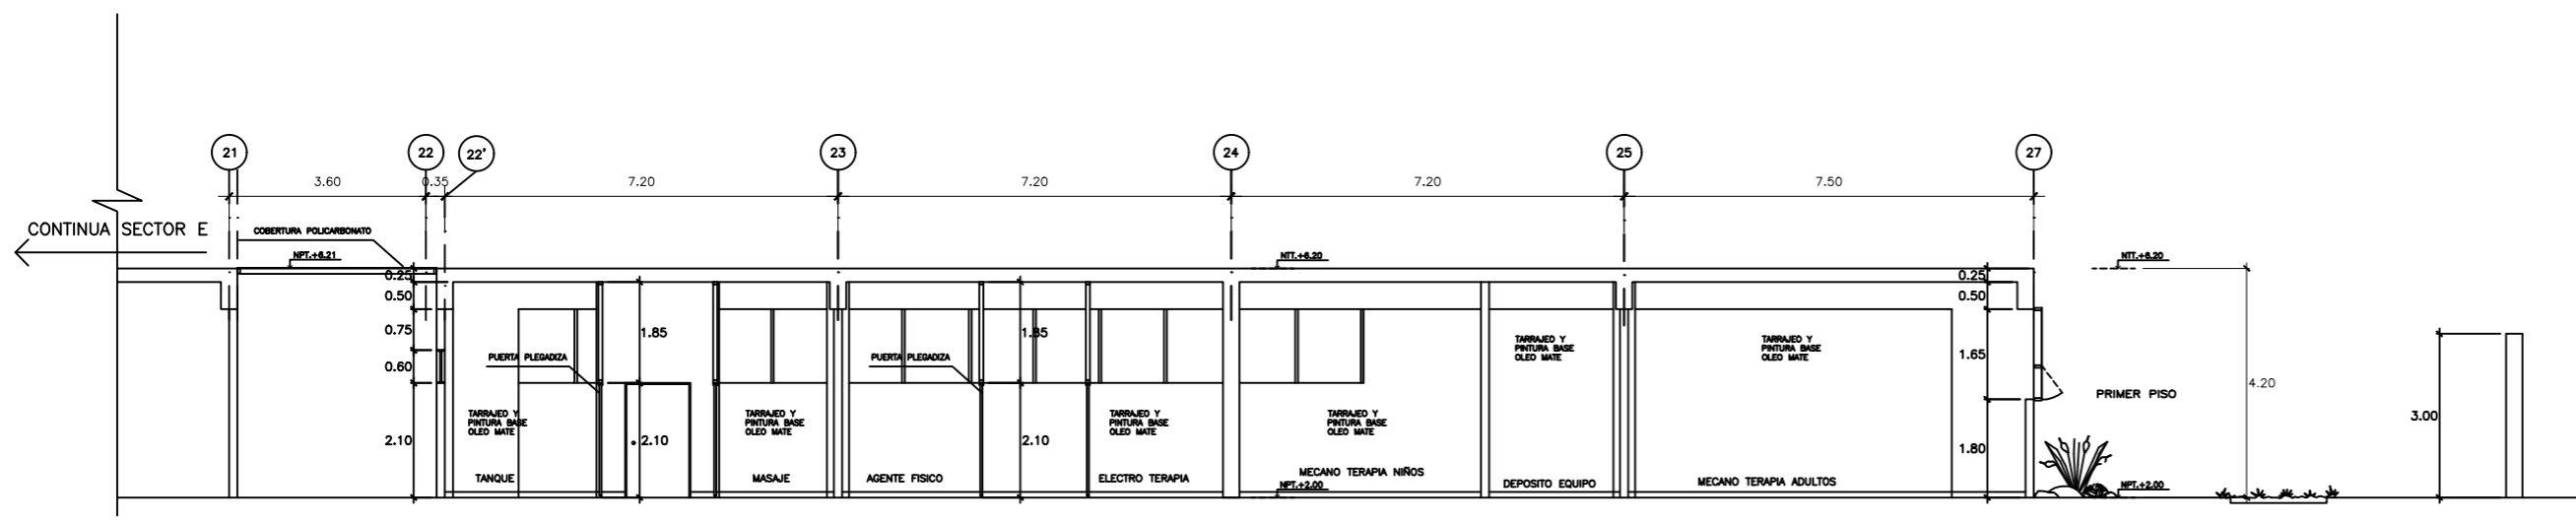 21
22
22'
23
24
25
27
3.60
0.35
7.20
7.20
7.20
7.50
CONTINUA SECTOR E
COBERTURA POLICARBONATO
NPT.+6.21
NTT.+6.20
NTT.+6.20
0.25
0.50
0.75
0.60
2.10
1.85
2.10
1.85
2.10
0.25
0.50
1.65
1.80
4.20
3.00
PUERTA PLEGADIZA
PUERTA PLEGADIZA
TARRAJEO Y
PINTURA BASE
OLEO MATE
TARRAJEO Y
PINTURA BASE
OLEO MATE
TARRAJEO Y
PINTURA BASE
OLEO MATE
TARRAJEO Y
PINTURA BASE
OLEO MATE
TARRAJEO Y
PINTURA BASE
OLEO MATE
TARRAJEO Y
PINTURA BASE
OLEO MATE
PRIMER PISO
TANQUE
MASAJE
AGENTE FISICO
ELECTRO TERAPIA
MECANO TERAPIA NIÑOS
DEPOSITO EQUIPO
MECANO TERAPIA ADULTOS
NPT.+2.00
NPT.+2.00